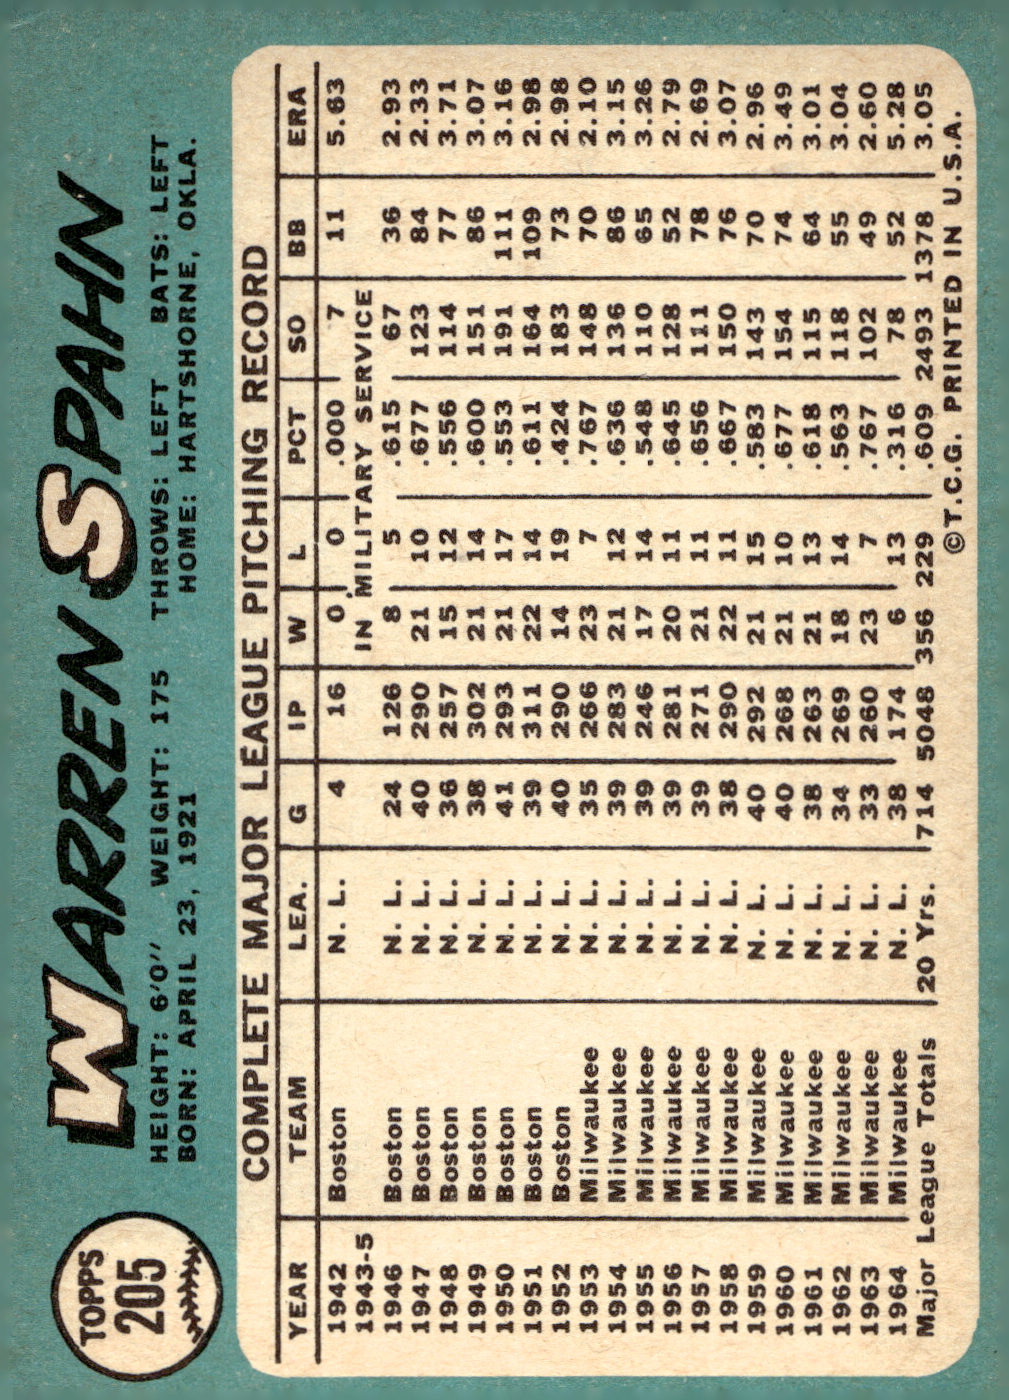 TOPPS
205
WARREN SPAHN
HEIGHT: 6'0" WEIGHT: 175 THROWS: LEFT BATS: LEFT
BORN: APRIL 23, 1921 HOME: HARTSHORNE, OKLA.
COMPLETE MAJOR LEAGUE PITCHING RECORD
YEAR TEAM LEA. G IP W L PCT SO BB ERA
1942 Boston N. L. 4 16 0 0 .000 7 11 5.63
1943-5 IN MILITARY SERVICE
1946 Boston N. L. 24 126 8 5 .615 67 36 2.93
1947 Boston N. L. 40 290 21 10 .677 123 84 2.33
1948 Boston N. L. 36 257 15 12 .556 114 77 3.71
1949 Boston N. L. 38 302 21 14 .600 151 86 3.07
1950 Boston N. L. 41 293 21 17 .553 191 111 3.16
1951 Boston N. L. 39 311 22 14 .611 164 109 2.98
1952 Boston N. L. 40 290 14 19 .424 183 73 2.98
1953 Milwaukee N. L. 35 266 23 7 .767 148 70 2.10
1954 Milwaukee N. L. 39 283 21 12 .636 136 86 3.15
1955 Milwaukee N. L. 39 246 17 14 .548 110 65 3.26
1956 Milwaukee N. L. 39 281 20 11 .645 128 52 2.79
1957 Milwaukee N. L. 39 271 21 11 .656 111 78 2.69
1958 Milwaukee N. L. 38 290 22 11 .667 150 76 3.07
1959 Milwaukee N. L. 40 292 21 15 .583 143 70 2.96
1960 Milwaukee N. L. 40 268 21 10 .677 154 74 3.49
1961 Milwaukee N. L. 38 263 21 13 .618 115 64 3.01
1962 Milwaukee N. L. 34 269 18 14 .563 118 55 3.04
1963 Milwaukee N. L. 33 260 23 7 .767 102 49 2.60
1964 Milwaukee N. L. 38 174 6 13 .316 78 52 5.28
Major League Totals 20 Yrs. 714 5048 356 229 .609 2493 1378 3.05
©T.C.G. PRINTED IN U.S.A.